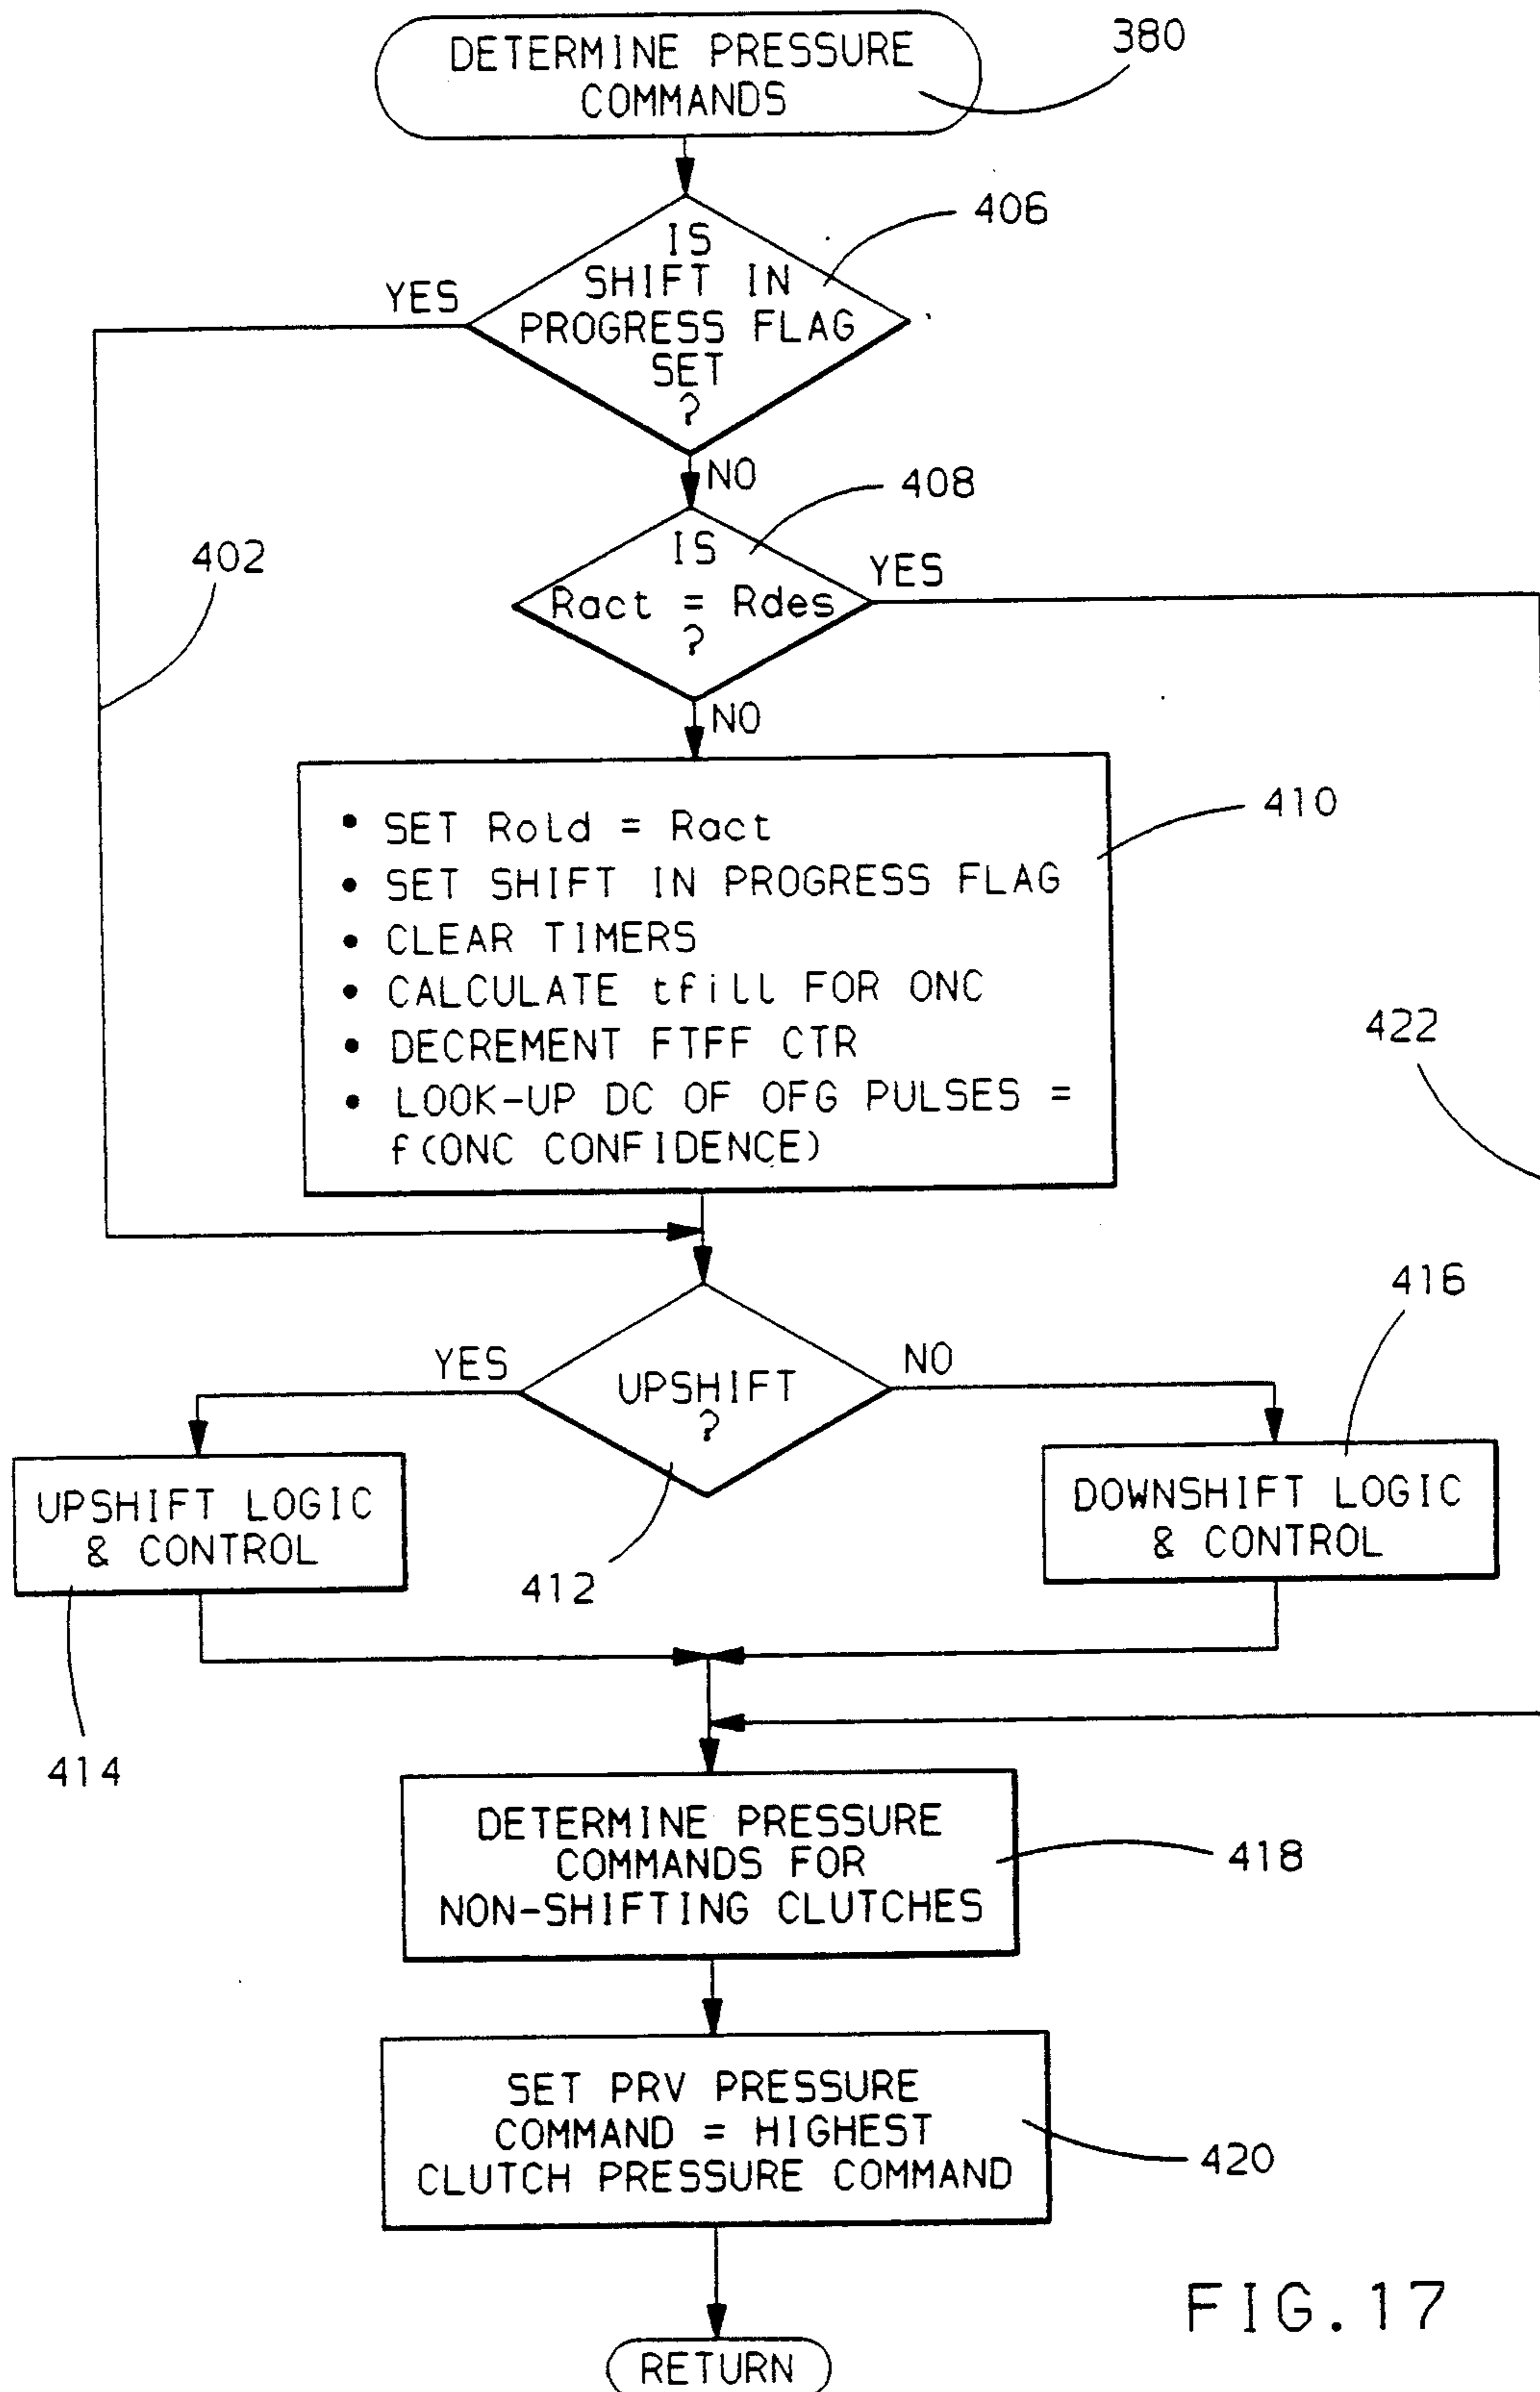 DETERMINE PRESSURE
COMMANDS
380
IS
SHIFT IN
PROGRESS FLAG
SET
?
406
YES
NO
408
IS
Ract = Rdes
?
YES
402
NO
• SET Rold = Ract
• SET SHIFT IN PROGRESS FLAG
• CLEAR TIMERS
• CALCULATE tfill FOR ONC
• DECREMENT FTFF CTR
• LOOK-UP DC OF OFG PULSES =
f(ONC CONFIDENCE)
410
422
416
YES
UPSHIFT
?
NO
UPSHIFT LOGIC
& CONTROL
DOWNSHIFT LOGIC
& CONTROL
412
414
DETERMINE PRESSURE
COMMANDS FOR
NON-SHIFTING CLUTCHES
418
SET PRV PRESSURE
COMMAND = HIGHEST
CLUTCH PRESSURE COMMAND
420
FIG.17
RETURN